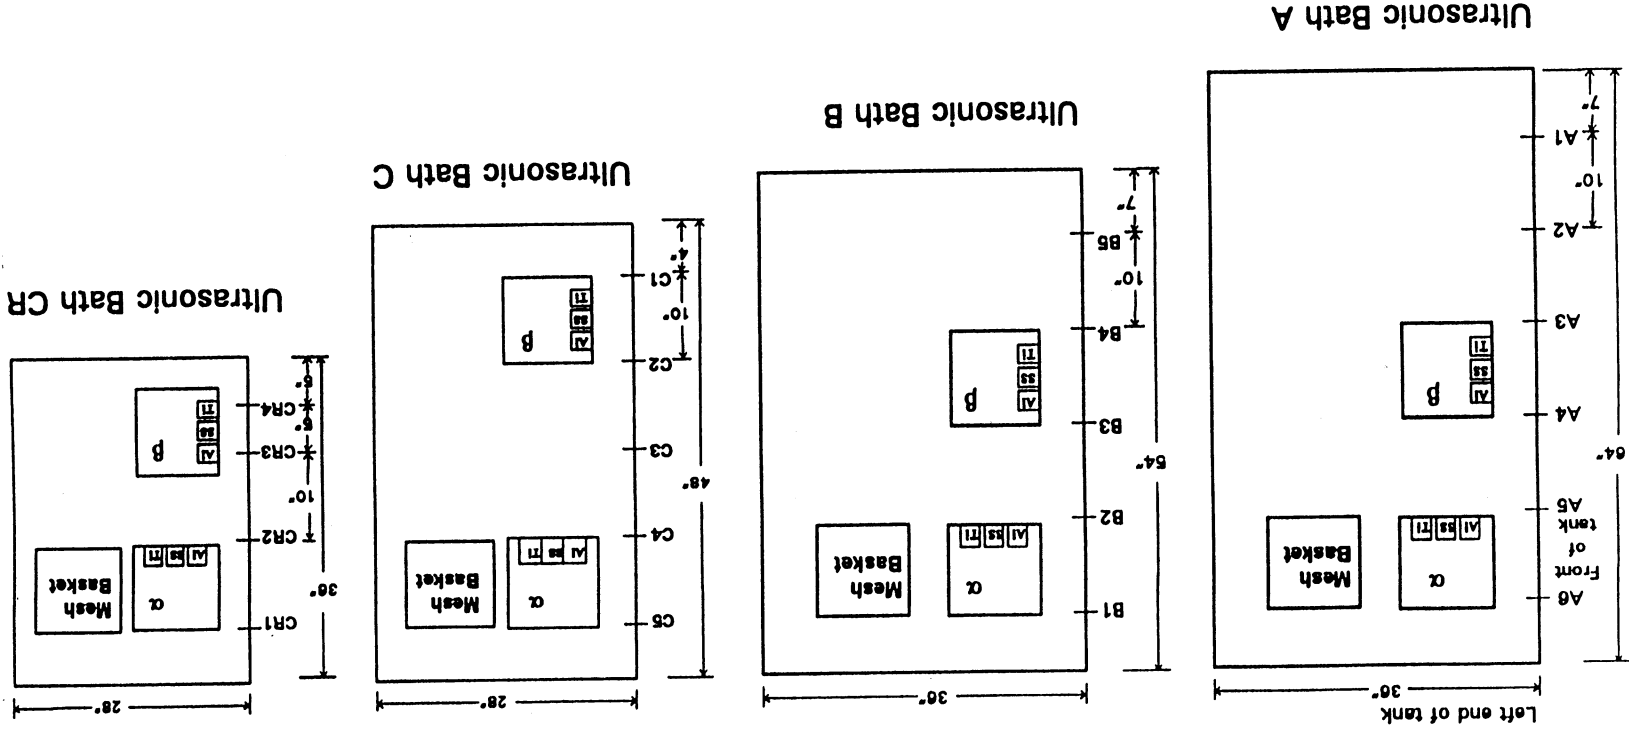 Left end of tank
36"
A6
Front
of
tank
A5
64"
A4
A3
A2
10"
A1
7"
α
Al SS Ti
Mesh
Basket
β
Al
SS
Ti
Ultrasonic Bath A
36"
B1
B2
54"
B3
B4
10"
B5
7"
α
Al SS Ti
Mesh
Basket
β
Al
SS
Ti
Ultrasonic Bath B
28"
C5
C4
48"
C3
C2
10"
C1
4"
α
Al SS Ti
Mesh
Basket
β
Al
SS
Ti
Ultrasonic Bath C
28"
CR1
36"
CR2
10"
CR3
5"
CR4
5"
α
Al SS Ti
Mesh
Basket
β
Al
SS
Ti
Ultrasonic Bath CR